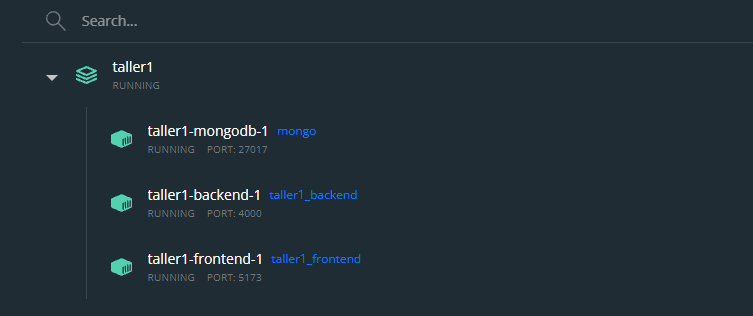 Search...
taller1
RUNNING
taller1-mongodb-1 mongo
RUNNING PORT: 27017
taller1-backend-1 taller1_backend
RUNNING PORT: 4000
taller1-frontend-1 taller1_frontend
RUNNING PORT: 5173